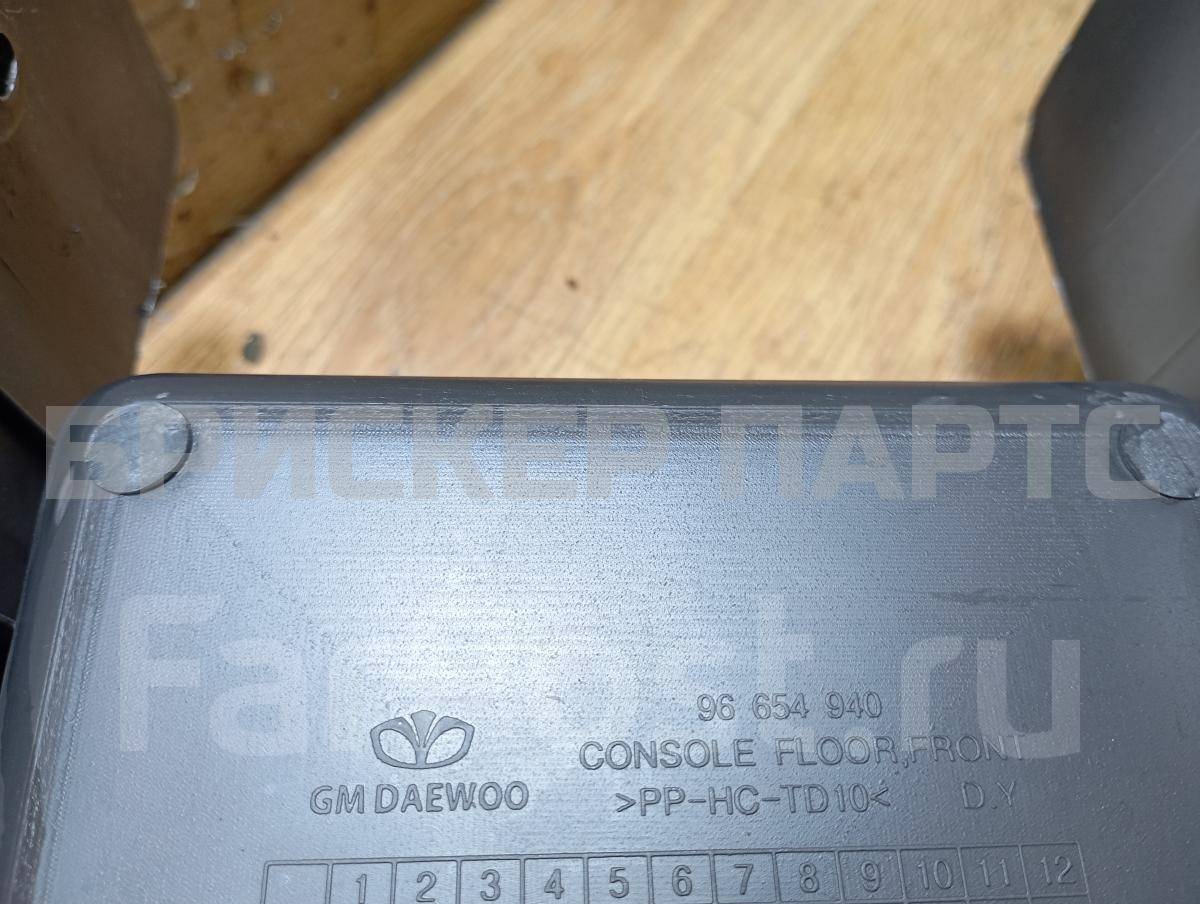 БРИСКЕР ПАРТС
Farpost.ru
96 654 940
CONSOLE FLOOR,FRONT
GM DAEWOO >PP-HC-TD10< D.Y
1 2 3 4 5 6 7 8 9 10 11 12